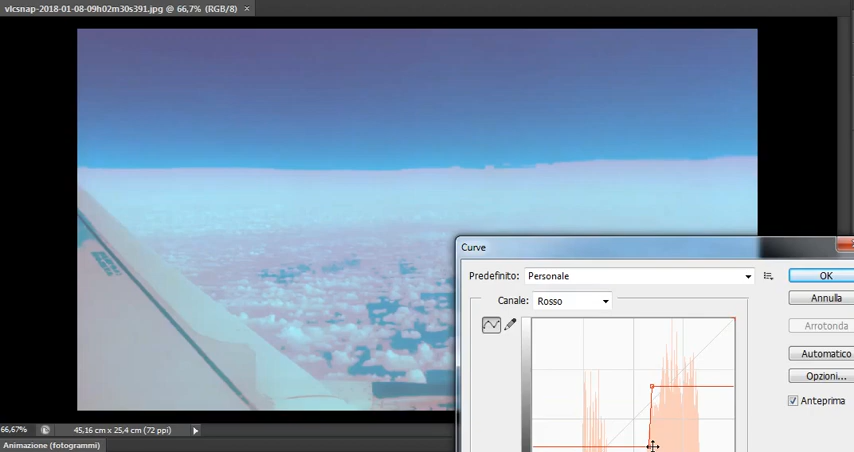 vlcsnap-2018-01-08-09h02m30s391.jpg @ 66,7% (RGB/8) ×
Curve
Predefinito: Personale
OK
Canale: Rosso
Annulla
Arrotonda
Automatico
Opzioni...
Anteprima
66,67%
45,16 cm x 25,4 cm (72 ppi)
Animazione (fotogrammi)